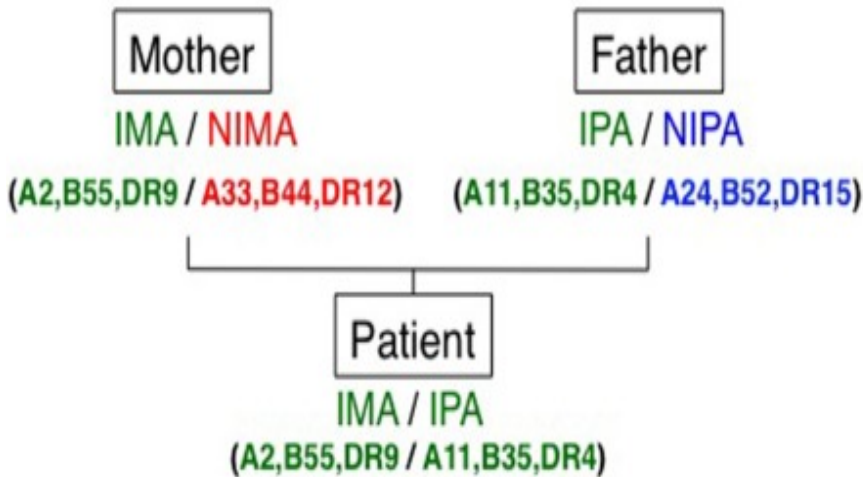 Mother Father
IMA / NIMA IPA / NIPA
(A2,B55,DR9 / A33,B44,DR12) (A11,B35,DR4 / A24,B52,DR15)
Patient
IMA / IPA
(A2,B55,DR9 / A11,B35,DR4)